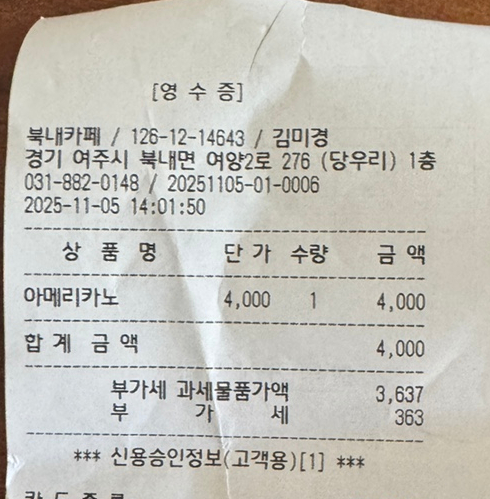 [영 수 증]
북내카페 / 126-12-14643 / 김미경
경기 여주시 북내면 여양2로 276 (당우리) 1층
031-882-0148 / 20251105-01-0006
2025-11-05 14:01:50
상 품 명 단 가 수량 금 액
아메리카노 4,000 1 4,000
합 계 금 액 4,000
부가세 과세물품가액 3,637
부 가 세 363
*** 신용승인정보(고객용)[1] ***